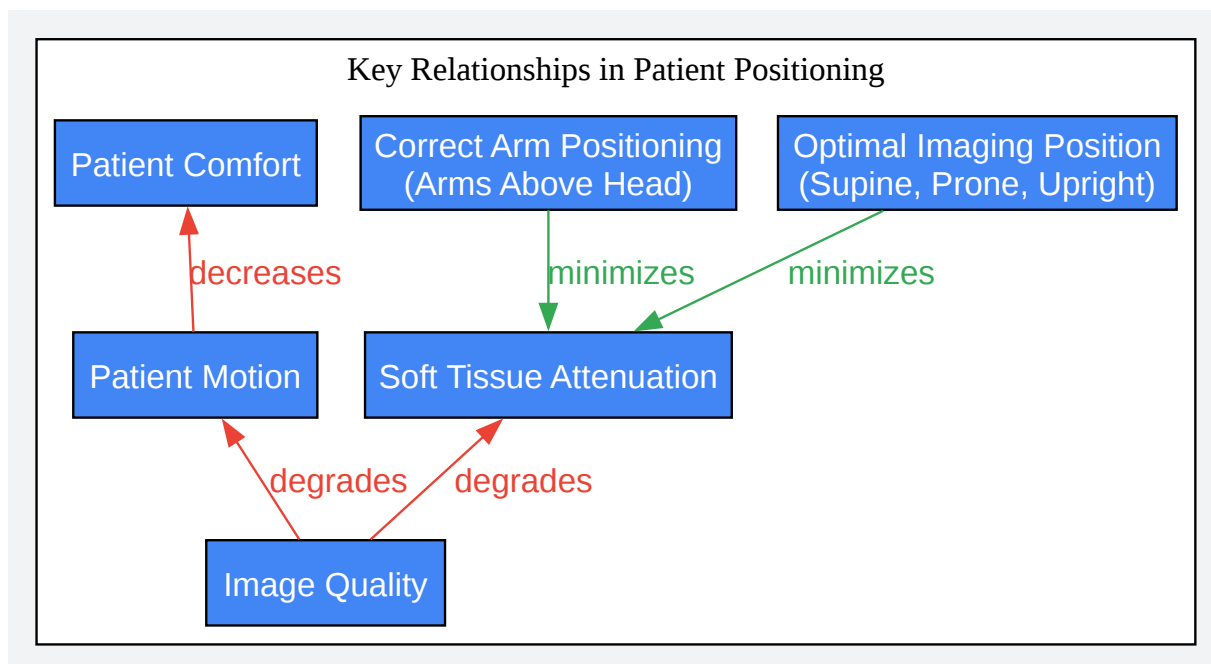 Key Relationships in Patient Positioning
Patient Comfort
Correct Arm Positioning
(Arms Above Head)
Optimal Imaging Position
(Supine, Prone, Upright)
decreases
minimizes
minimizes
Patient Motion
Soft Tissue Attenuation
degrades
degrades
Image Quality